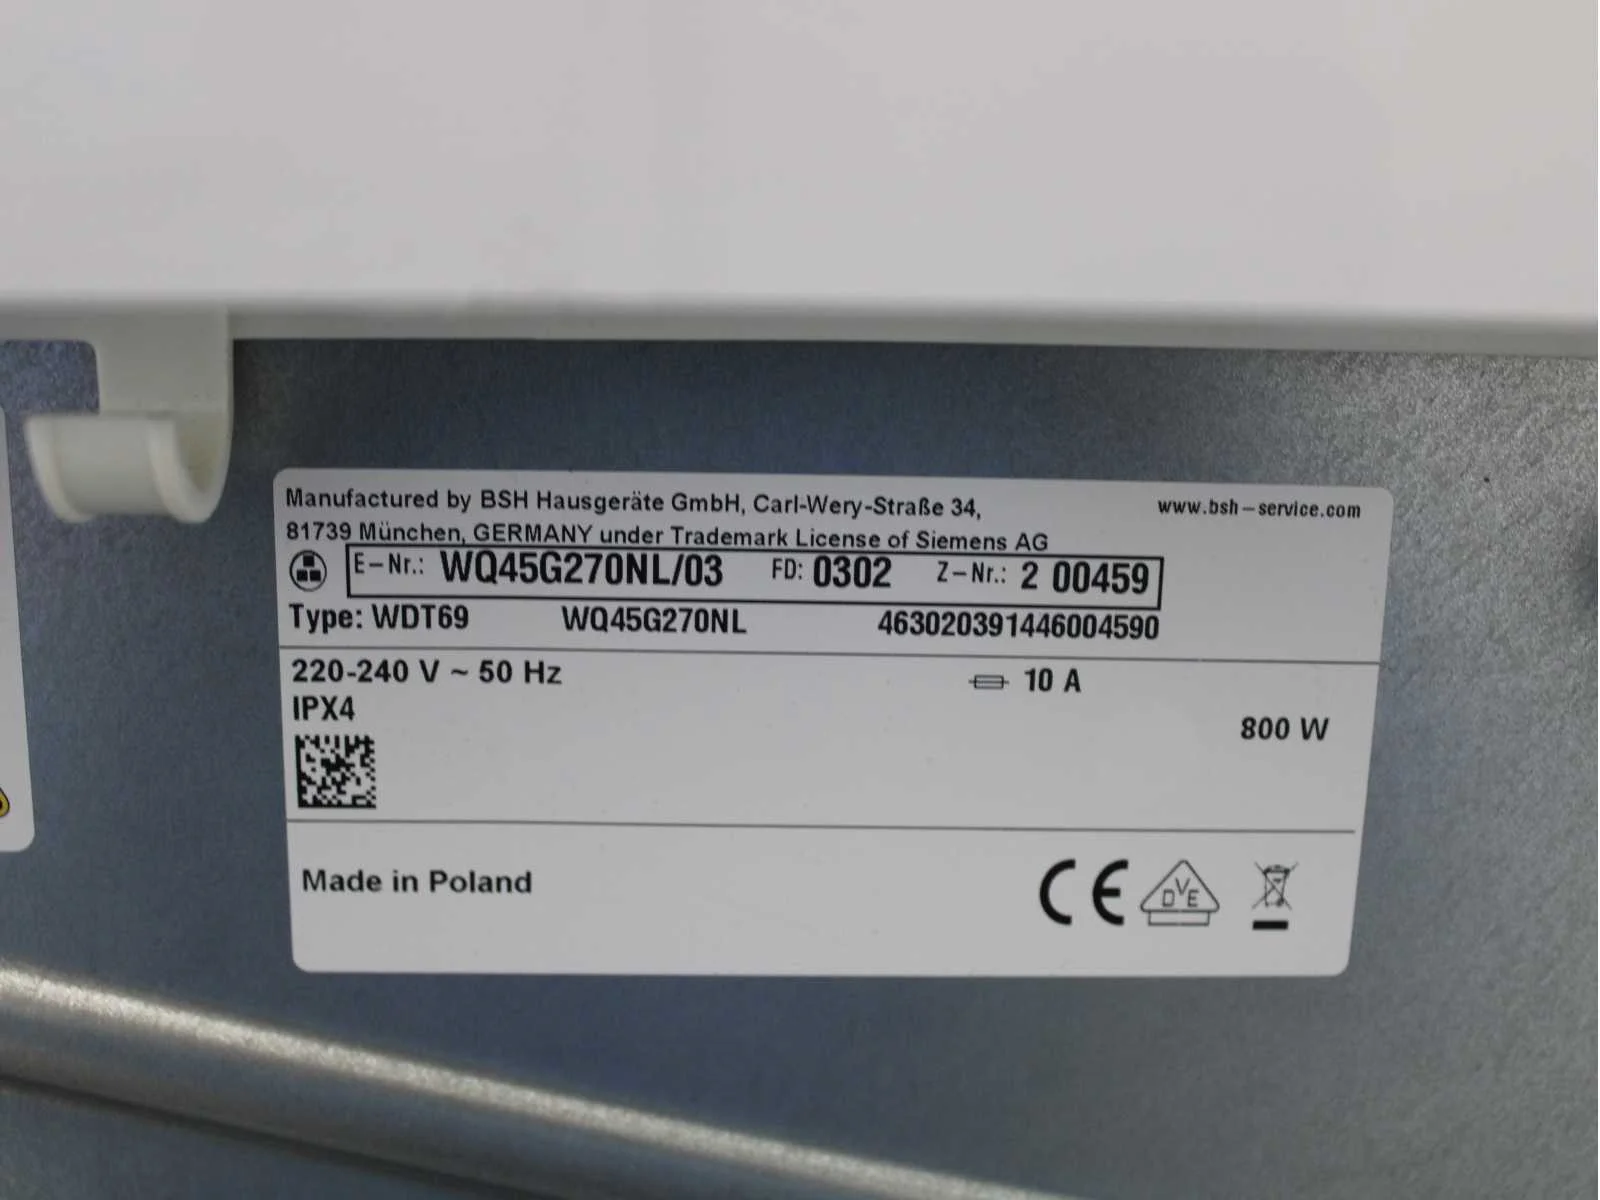 Manufactured by BSH Hausgeräte GmbH, Carl-Wery-Straße 34,
www.bsh-service.com
81739 München, GERMANY under Trademark License of Siemens AG
E-Nr.: WQ45G270NL/03 FD: 0302 Z-Nr.: 2 00459
Type: WDT69 WQ45G270NL 463020391446004590
220-240 V ~ 50 Hz 10 A
IPX4
800 W
Made in Poland
CE DVE